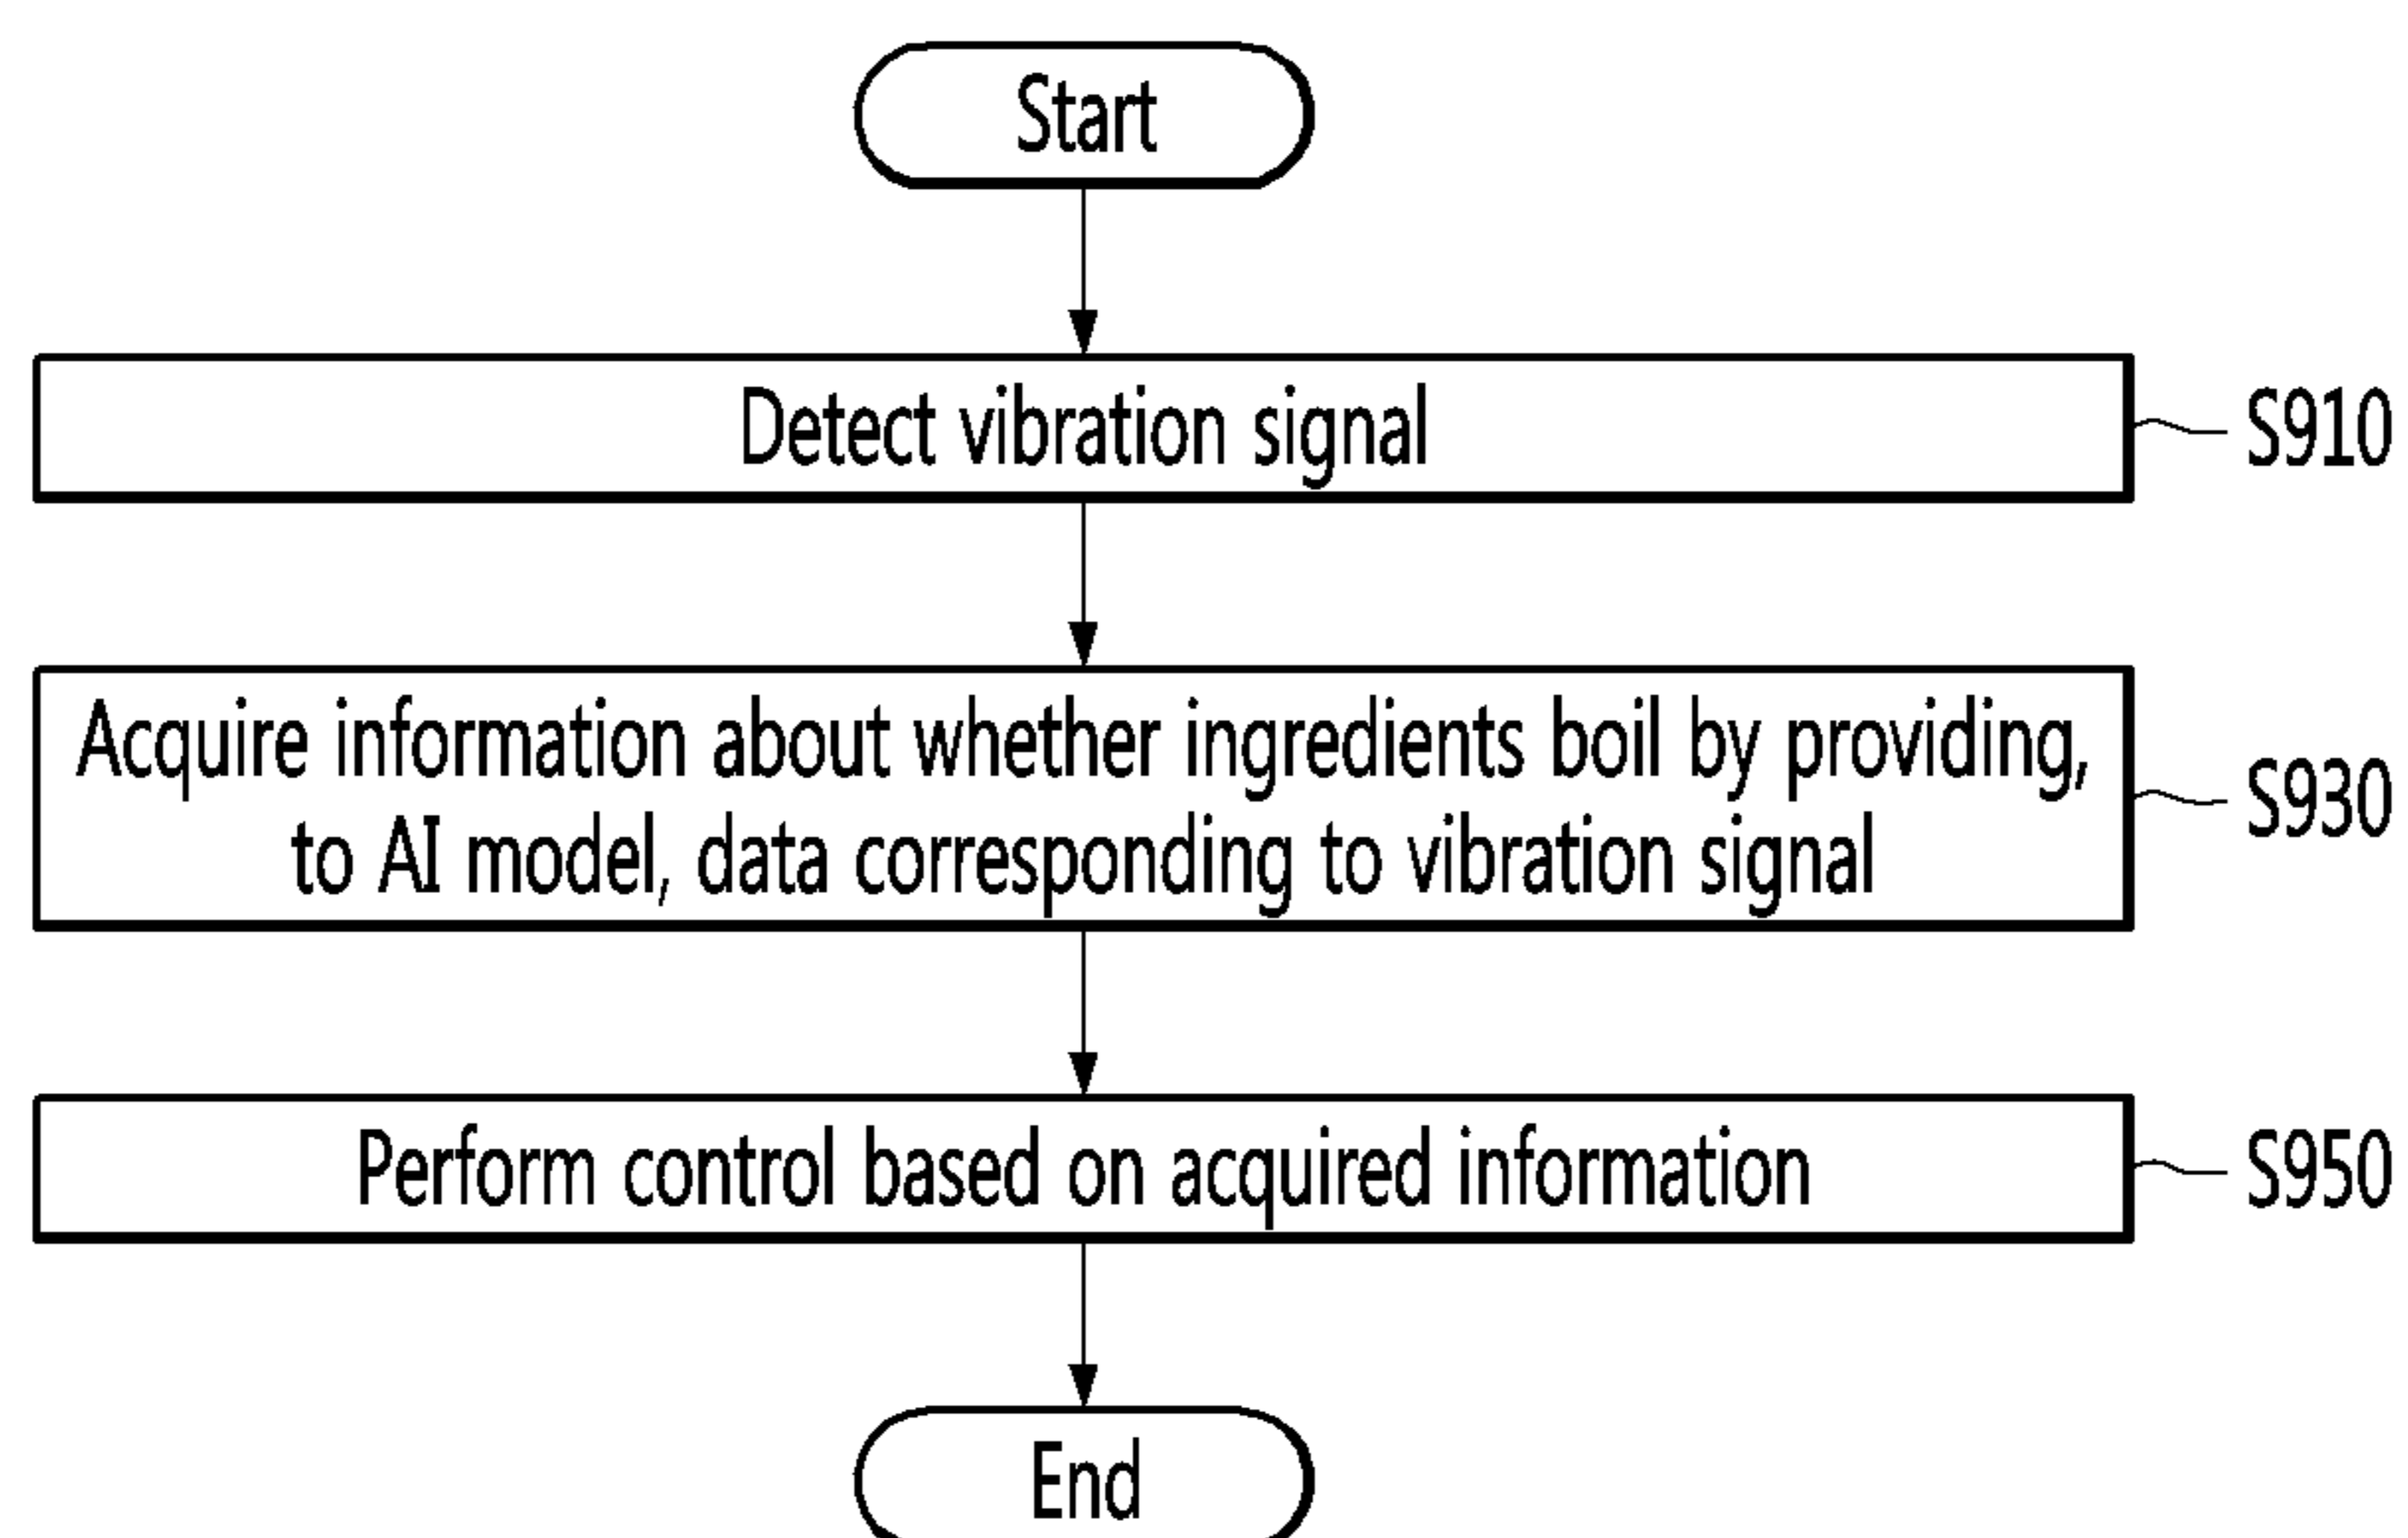 Start
Detect vibration signal
S910
Acquire information about whether ingredients boil by providing,
to AI model, data corresponding to vibration signal
S930
Perform control based on acquired information
S950
End